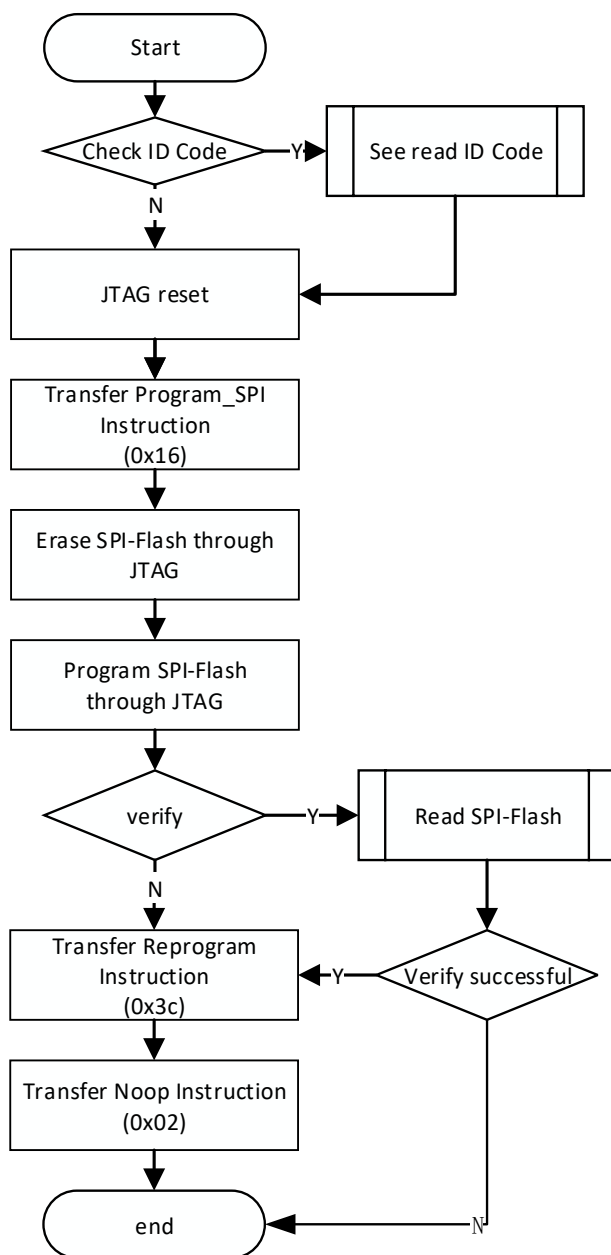 Start
Check ID Code
Y
See read ID Code
N
JTAG reset
Transfer Program_SPI
Instruction
(0x16)
Erase SPI-Flash through
JTAG
Program SPI-Flash
through JTAG
verify
Y
Read SPI-Flash
N
Transfer Reprogram
Instruction
(0x3c)
Y
Verify successful
Transfer Noop Instruction
(0x02)
end
N